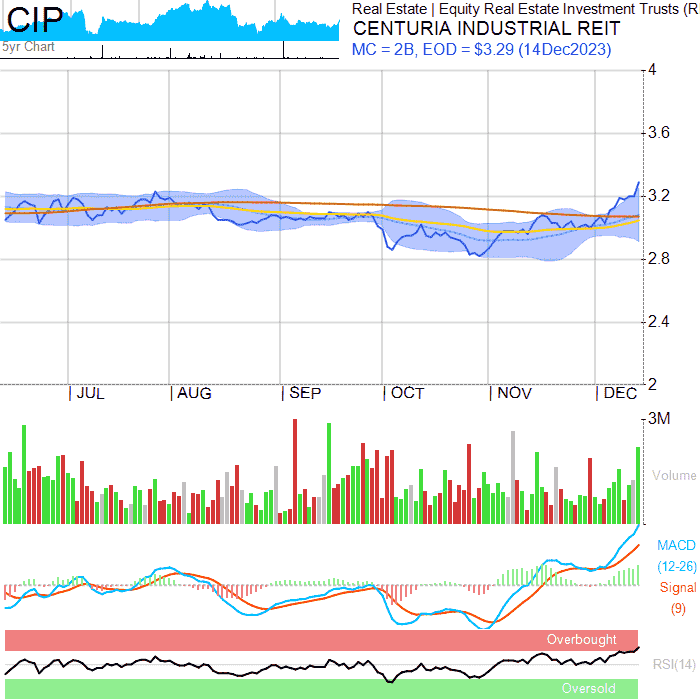 CIP
5yr Chart
Real Estate | Equity Real Estate Investment Trusts (R
CENTURIA INDUSTRIAL REIT
MC = 2B, EOD = $3.29 (14Dec2023)
4
3.6
3.2
2.8
2.4
2
| JUL | AUG | SEP | OCT | NOV | DEC
3M
Volume
MACD
(12-26)
Signal
(9)
Overbought
RSI(14)
Oversold